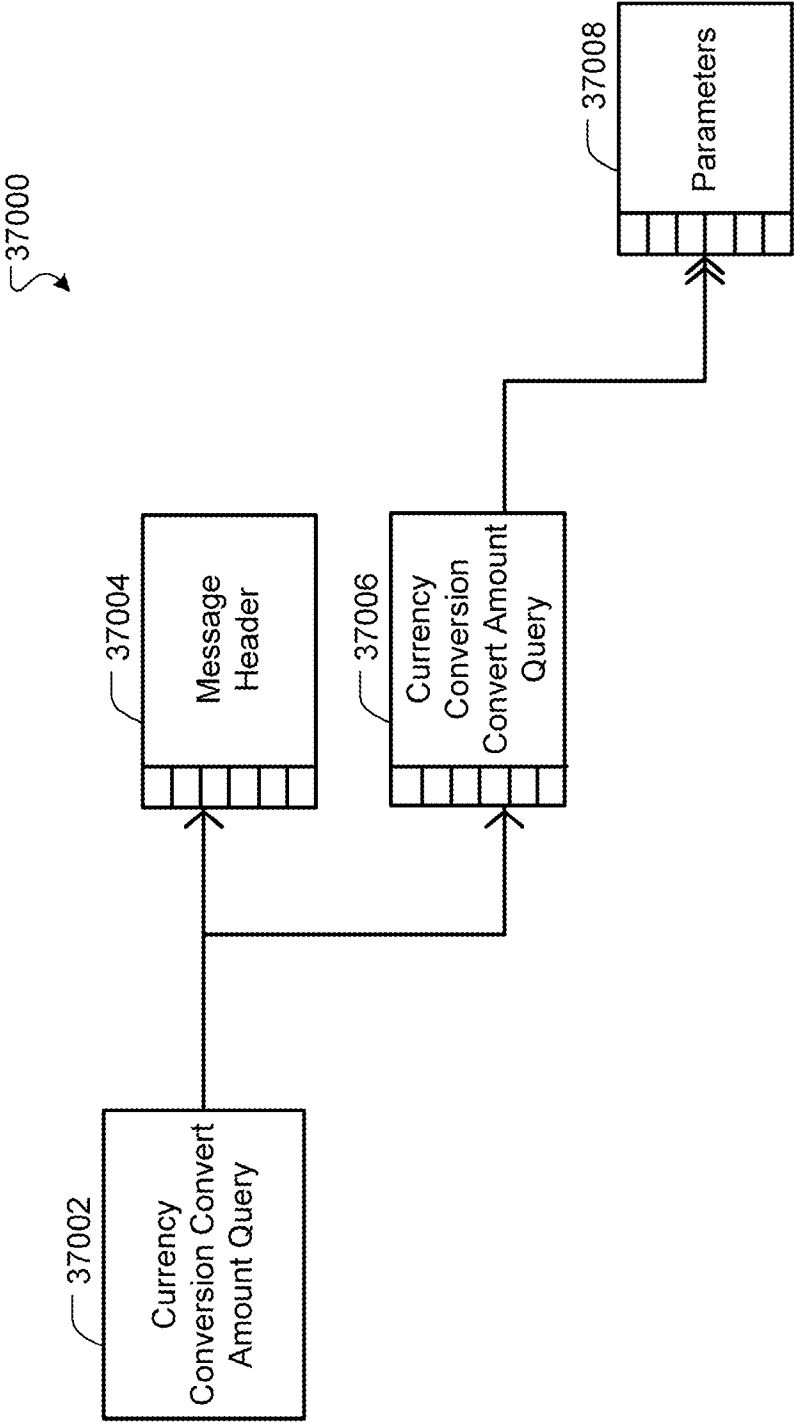 37000
37002
Currency
Conversion Convert
Amount Query
37004
Message
Header
37006
Currency
Conversion
Convert Amount
Query
37008
Parameters